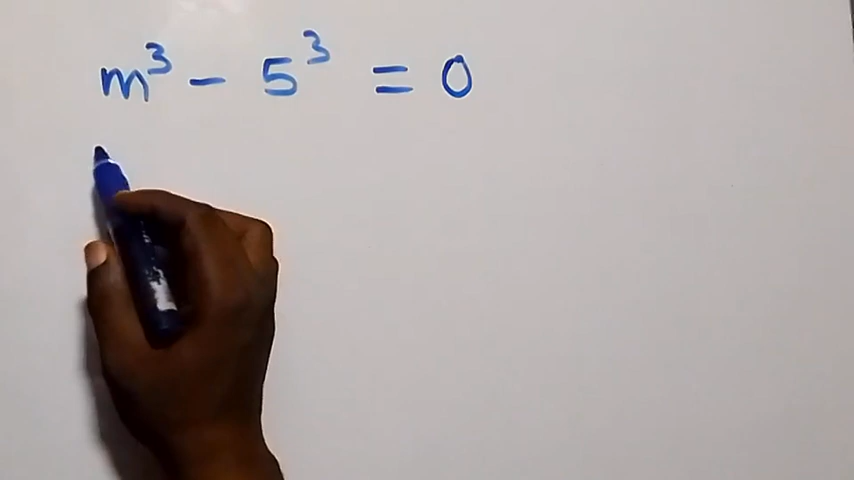 m³ - 5³ = 0